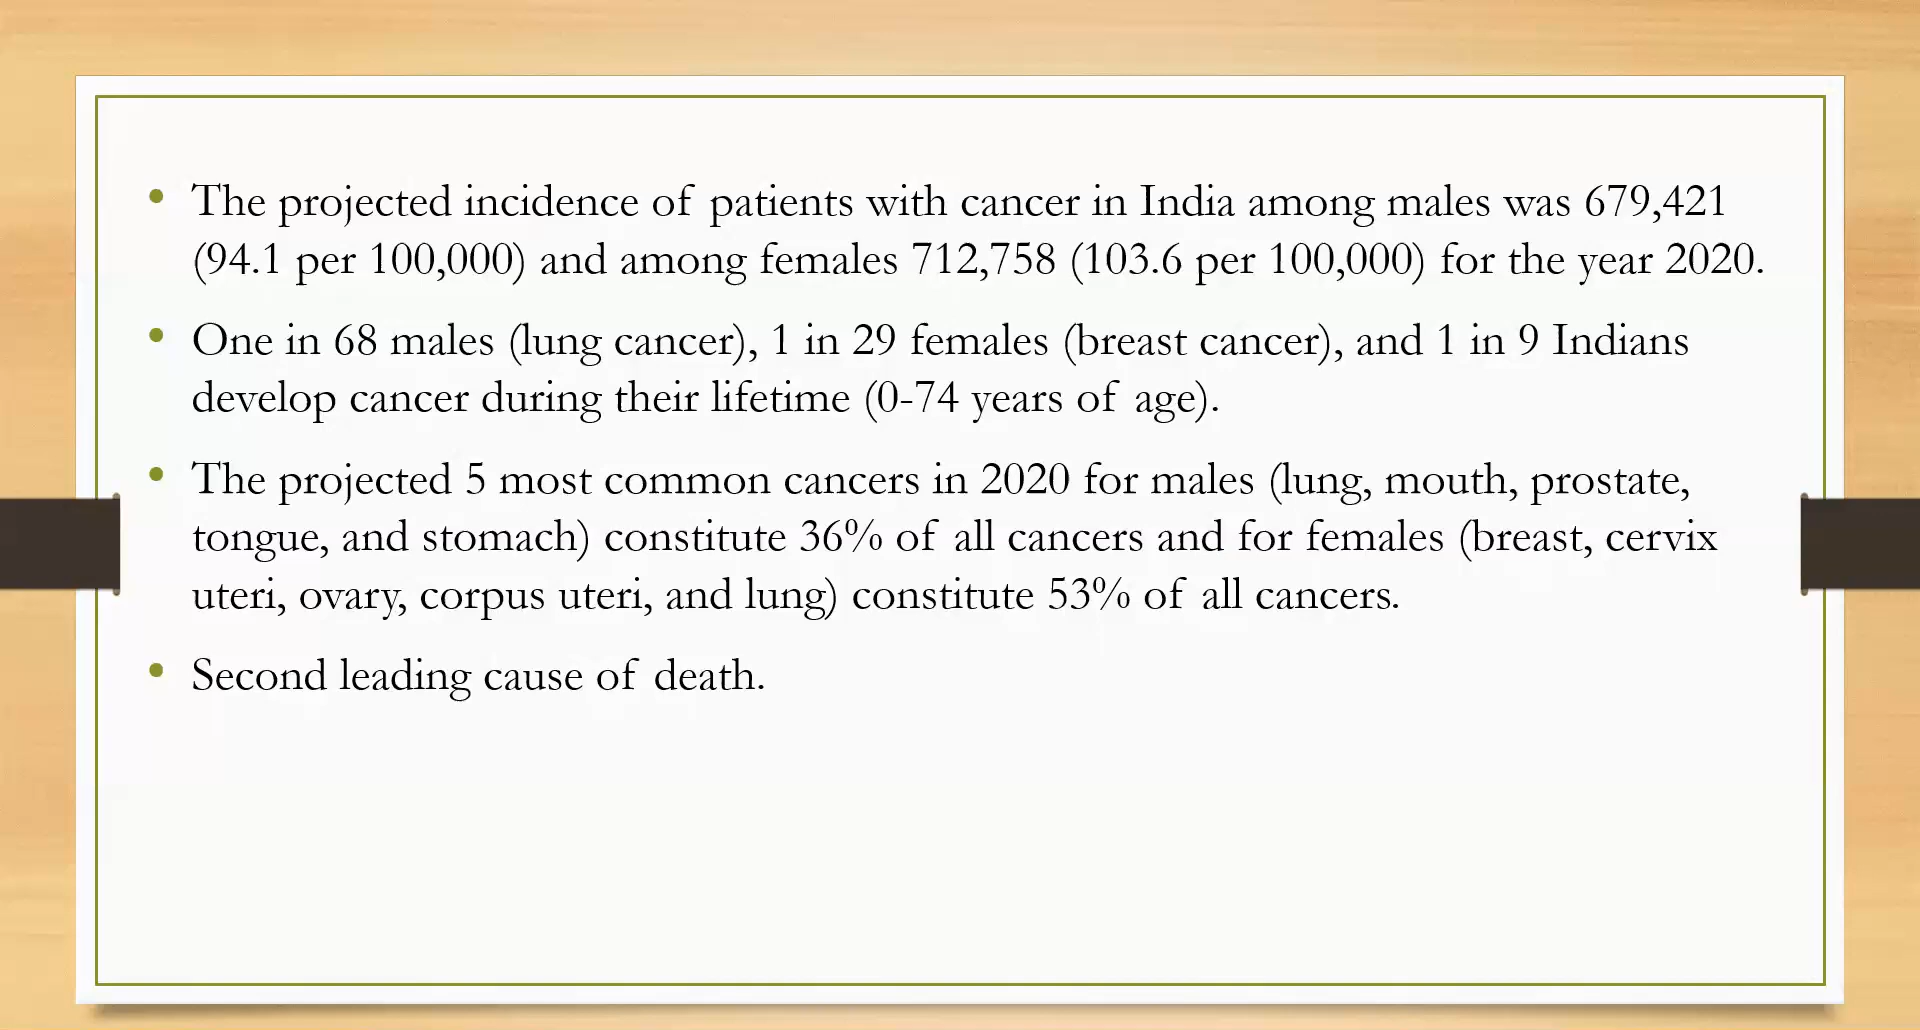 • The projected incidence of patients with cancer in India among males was 679,421
(94.1 per 100,000) and among females 712,758 (103.6 per 100,000) for the year 2020.
• One in 68 males (lung cancer), 1 in 29 females (breast cancer), and 1 in 9 Indians
develop cancer during their lifetime (0-74 years of age).
• The projected 5 most common cancers in 2020 for males (lung, mouth, prostate,
tongue, and stomach) constitute 36% of all cancers and for females (breast, cervix
uteri, ovary, corpus uteri, and lung) constitute 53% of all cancers.
• Second leading cause of death.